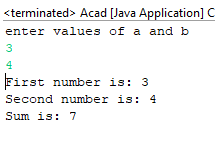 <terminated> Acad [Java Application] C
enter values of a and b
3
4
First number is: 3
Second number is: 4
Sum is: 7